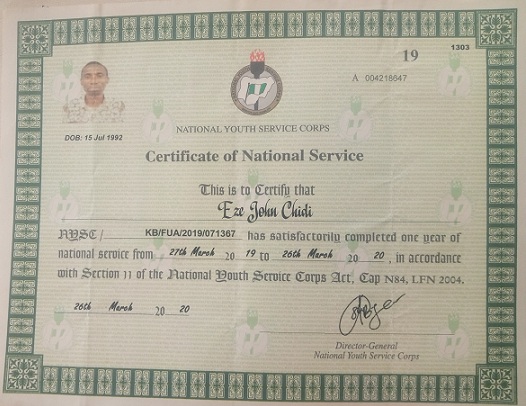 19
1303
A 004218647
DOB: 15 Jul 1992
NATIONAL YOUTH SERVICE CORPS
Certificate of National Service
This is to Certify that
Eze John Chidi
NYSC/ KB/FUA/2019/071367 has satisfactorily completed one year of
national service from 27th March 20 19 to 26th March 20 20, in accordance
with Section 11 of the National Youth Service Corps Act, Cap N84, LFN 2004.
26th March 20 20
Director-General
National Youth Service Corps